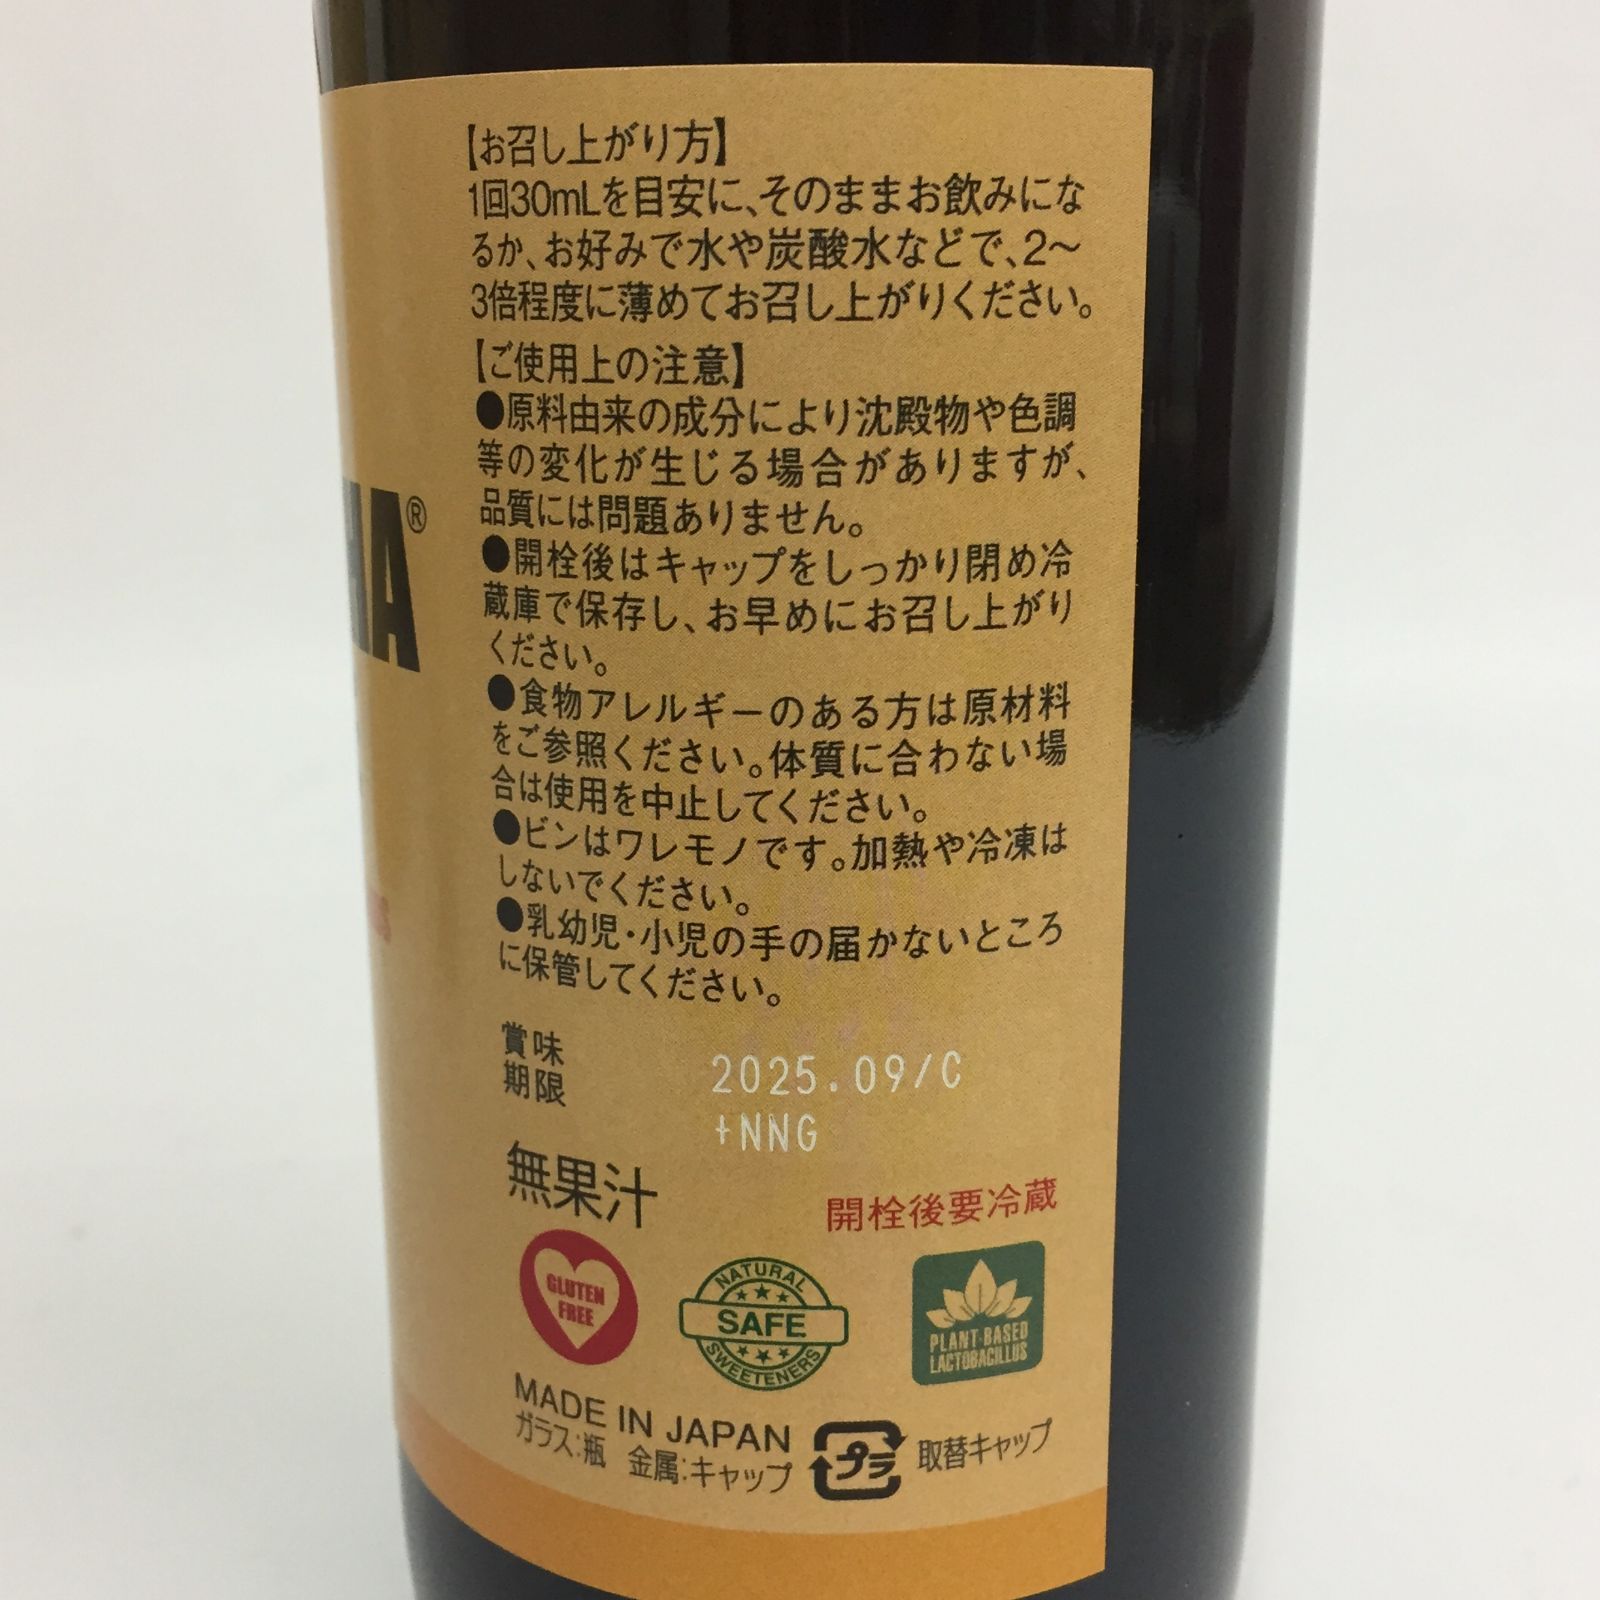 【お召し上がり方】
1回30mLを目安に、そのままお飲みにな
るか、お好みで水や炭酸水などで、2〜
3倍程度に薄めてお召し上がりください。
【ご使用上の注意】
●原料由来の成分により沈殿物や色調
等の変化が生じる場合がありますが、
品質には問題ありません。
●開栓後はキャップをしっかり閉め冷
蔵庫で保存し、お早めにお召し上がり
ください。
●食物アレルギーのある方は原材料
をご参照ください。体質に合わない場
合は使用を中止してください。
●ビンはワレモノです。加熱や冷凍は
しないでください。
●乳幼児・小児の手の届かないところ
に保管してください。
HA®
賞味
期限
2025.09/C
+NNG
無果汁
開栓後要冷蔵
GLUTEN
FREE
NATURAL
SAFE
SWEETENERS
PLANT-BASED
LACTOBACILLUS
MADE IN JAPAN
ガラス:瓶 金属:キャップ
プラ
取替キャップ